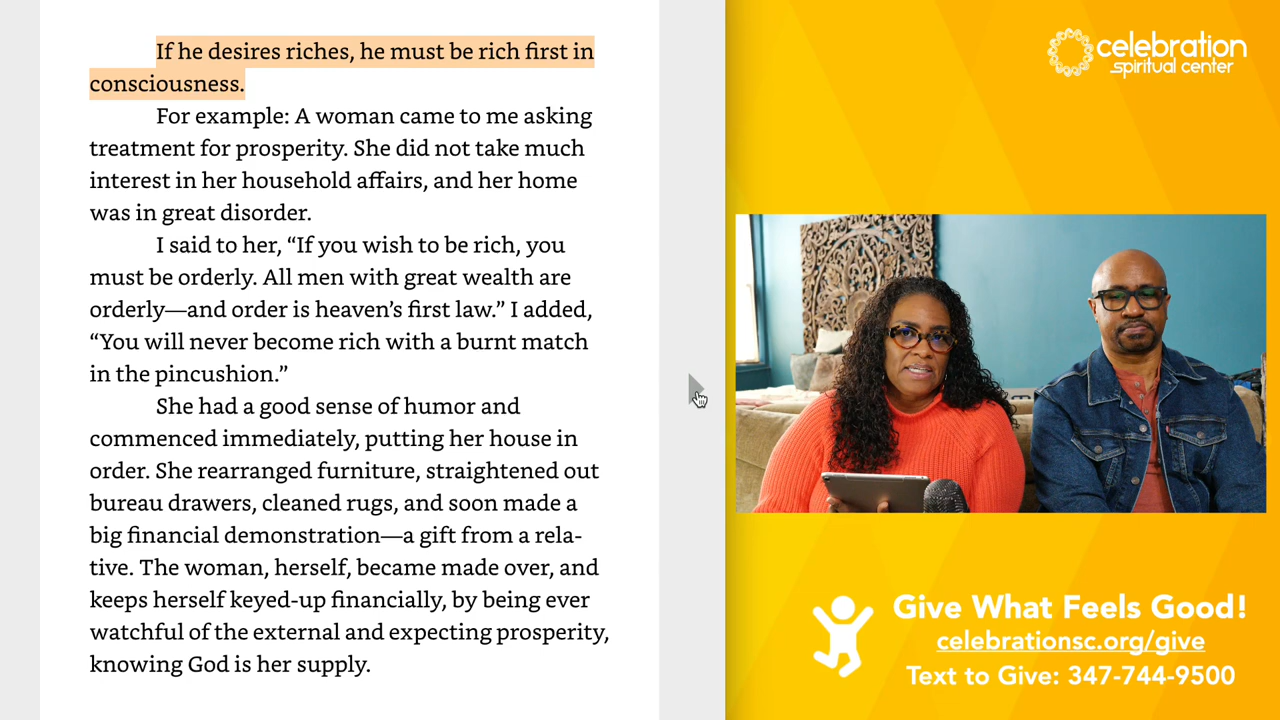 If he desires riches, he must be rich first in
consciousness.
For example: A woman came to me asking
treatment for prosperity. She did not take much
interest in her household affairs, and her home
was in great disorder.
I said to her, “If you wish to be rich, you
must be orderly. All men with great wealth are
orderly—and order is heaven’s first law.” I added,
“You will never become rich with a burnt match
in the pincushion.”
She had a good sense of humor and
commenced immediately, putting her house in
order. She rearranged furniture, straightened out
bureau drawers, cleaned rugs, and soon made a
big financial demonstration—a gift from a rela-
tive. The woman, herself, became made over, and
keeps herself keyed-up financially, by being ever
watchful of the external and expecting prosperity,
knowing God is her supply.
celebration
spiritual center
Give What Feels Good!
celebrationsc.org/give
Text to Give: 347-744-9500